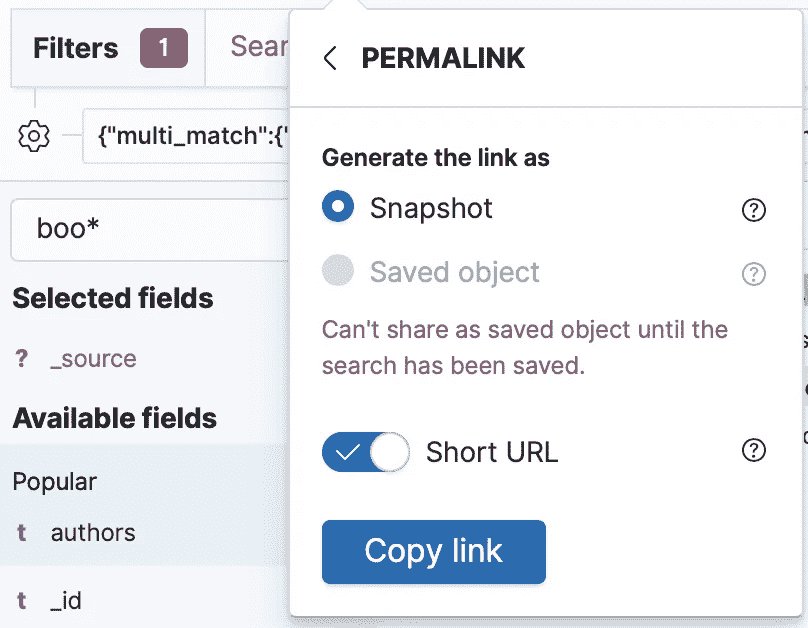 Filters 1
{"multi_match":{"
boo*
Selected fields
? _source
Available fields
Popular
t authors
t _id
PERMALINK
Generate the link as
Snapshot
Saved object
Can't share as saved object until the
search has been saved.
Short URL
Copy link